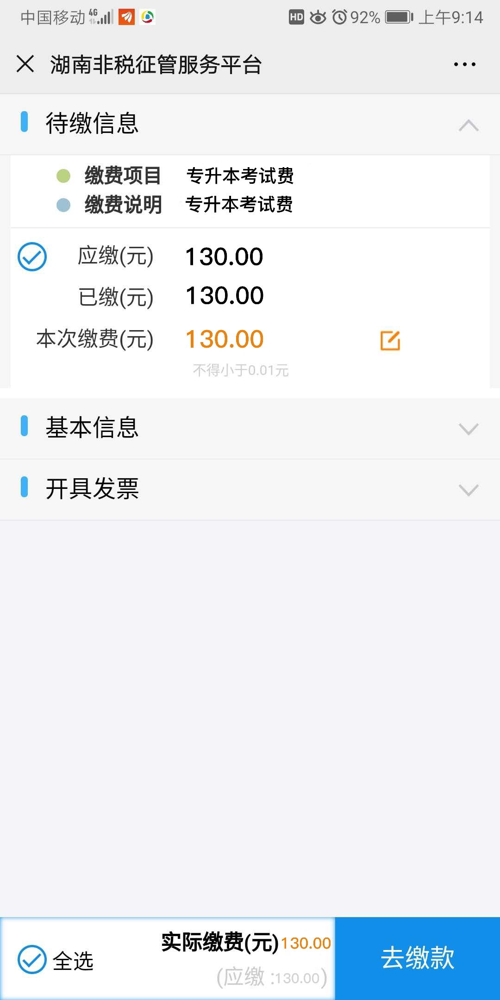 中国移动 4G HD 92% 上午9:14
湖南非税征管服务平台
待缴信息
缴费项目 专升本考试费
缴费说明 专升本考试费
应缴(元) 130.00
已缴(元) 130.00
本次缴费(元) 130.00
不得小于0.01元
基本信息
开具发票
实际缴费(元)130.00
全选
(应缴 :130.00)
去缴款